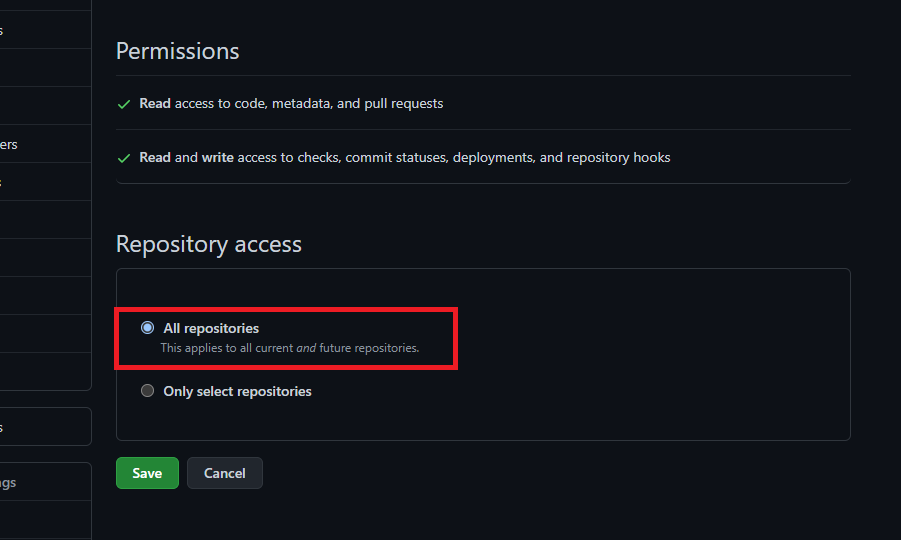 Permissions
Read access to code, metadata, and pull requests
ers
Read and write access to checks, commit statuses, deployments, and repository hooks
Repository access
All repositories
This applies to all current and future repositories.
Only select repositories
s
Save Cancel
gs